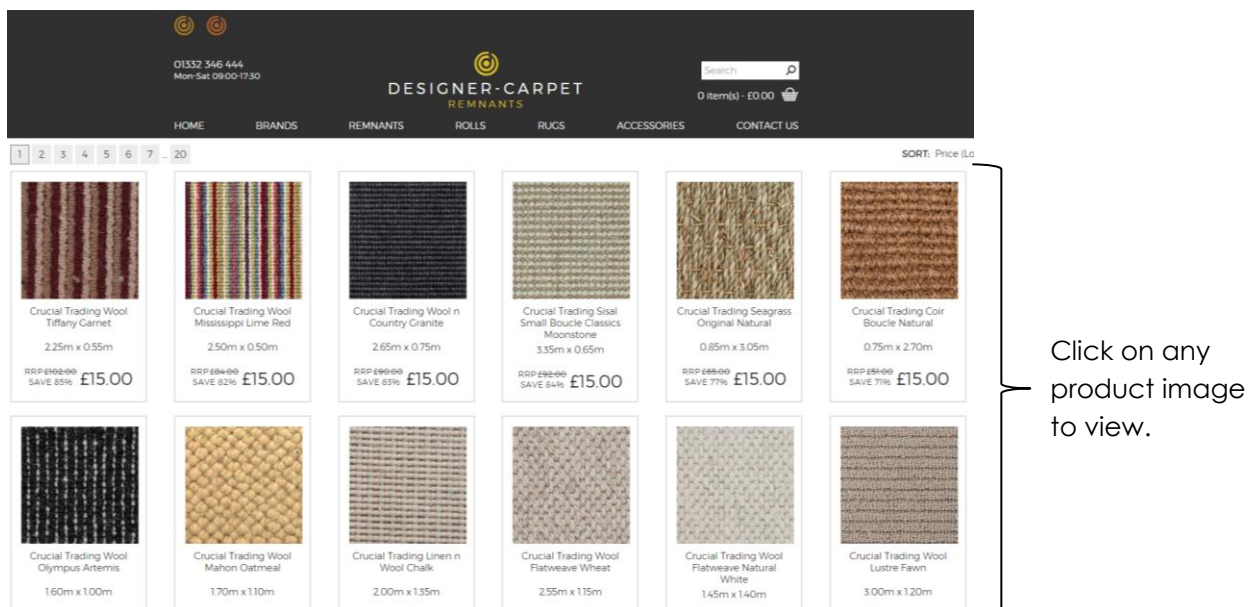 01332 346 444
Mon-Sat 09:00-17:30
DESIGNER-CARPET
REMNANTS
Search
0 item(s) - £0.00
HOME BRANDS REMNANTS ROLLS RUGS ACCESSORIES CONTACT US
1 2 3 4 5 6 7 ... 20
SORT: Price (Lo
Crucial Trading Wool
Tiffany Garnet
2.25m x 0.55m
RRP £102.00
SAVE 85% £15.00
Crucial Trading Wool
Mississippi Lime Red
2.50m x 0.50m
RRP £84.00
SAVE 82% £15.00
Crucial Trading Wool n
Country Granite
2.65m x 0.75m
RRP £90.00
SAVE 83% £15.00
Crucial Trading Sisal
Small Boucle Classics
Moonstone
3.35m x 0.65m
RRP £92.00
SAVE 84% £15.00
Crucial Trading Seagrass
Original Natural
0.85m x 3.05m
RRP £65.00
SAVE 77% £15.00
Crucial Trading Coir
Boucle Natural
0.75m x 2.70m
RRP £51.00
SAVE 71% £15.00
Click on any
product image
to view.
Crucial Trading Wool
Olympus Artemis
1.60m x 1.00m
Crucial Trading Wool
Mahon Oatmeal
1.70m x 1.10m
Crucial Trading Linen n
Wool Chalk
2.00m x 1.35m
Crucial Trading Wool
Flatweave Wheat
2.55m x 1.15m
Crucial Trading Wool
Flatweave Natural
White
1.45m x 1.40m
Crucial Trading Wool
Lustre Fawn
3.00m x 1.20m